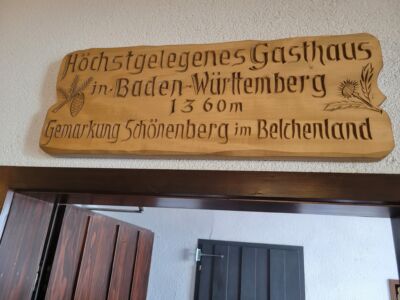 Höchstgelegenes Gasthaus
in Baden-Württemberg
1360m
Gemarkung Schönenberg im Belchenland